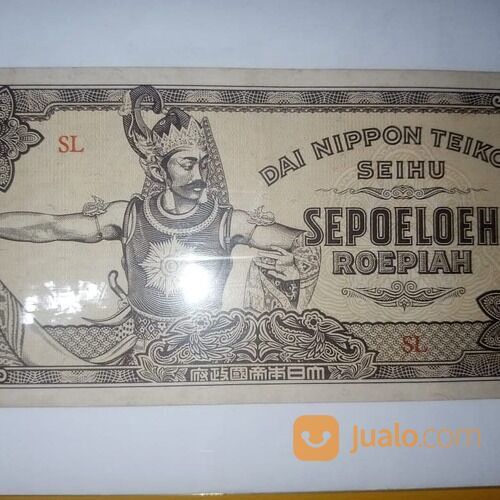 SL
DAI NIPPON TEIKO
SEIHU
SEPOELOEH
ROEPIAH
SL
大日本帝國政府
jualo.com